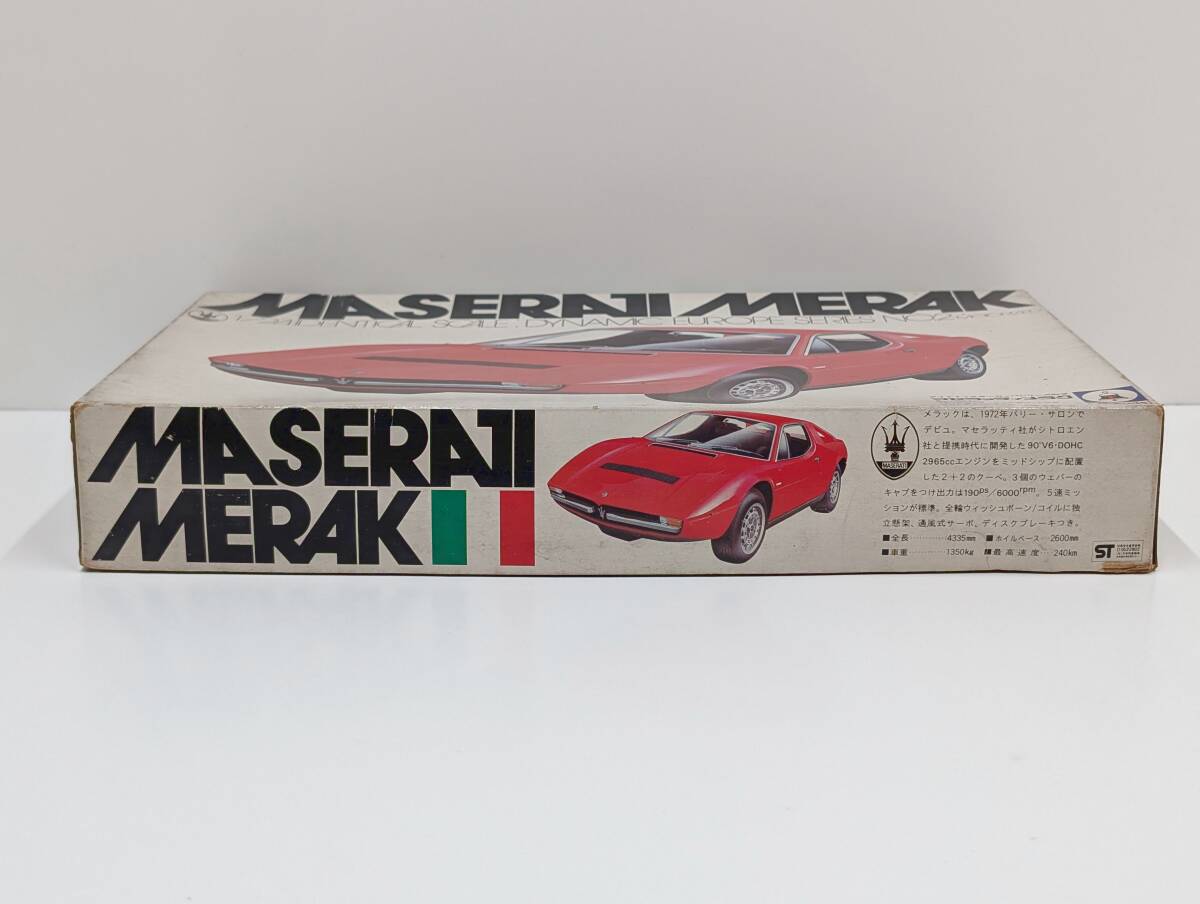 MASERATI MERAK
1/24 IDENTICAL SCALE. DYNAMIC EUROPE SERIES NO
MASERATI
MERAK
MASERATI
メラックは、1972年パリー・サロンで
デビュ。マセラッティ社がシトロエン
社と提携時代に開発した90°V6・DOHC
2965ccエンジンをミッドシップに配置
した2+2のクーペ。3個のウェバーの
キャブをつけ出力は190ps/6000rpm。5速ミッ
ションが標準。全輪ウィッシュボーン/コイルに独
立懸架、通風式サーボ、ディスクブレーキつき。
■全長……4335mm ■ホイルベース…2600mm
■車重……1350kg ■最高速度……240km
ST